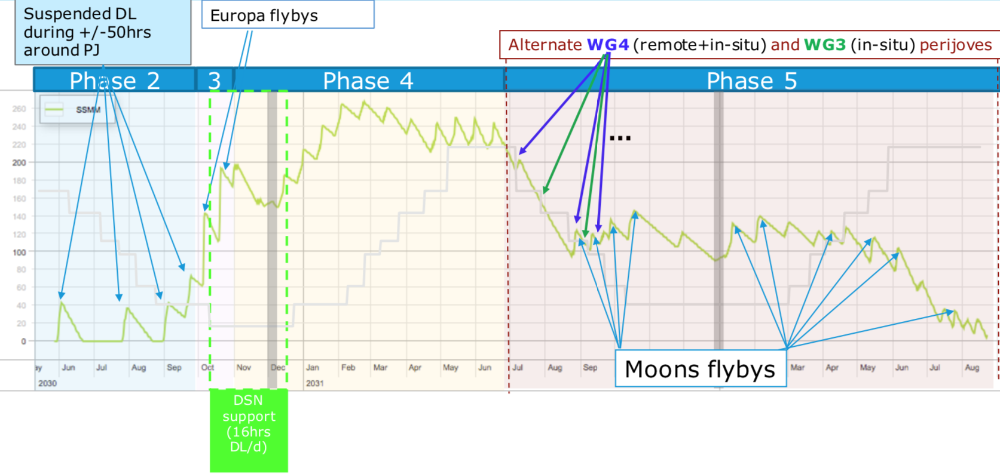 Suspended DL
during +/-50hrs
around PJ
Europa flybys
Alternate WG4 (remote+in-situ) and WG3 (in-situ) perijoves
Phase 2
3
Phase 4
Phase 5
SSMM
...
260
240
220
200
180
160
140
120
100
80
60
40
20
0
ay Jun Jul Aug Sep Oct Nov Dec Jan Feb Mar Apr May Jun Jul Aug Sep Mar Apr May Jun Jul Aug
2030 2031
Moons flybys
DSN
support
(16hrs
DL/d)